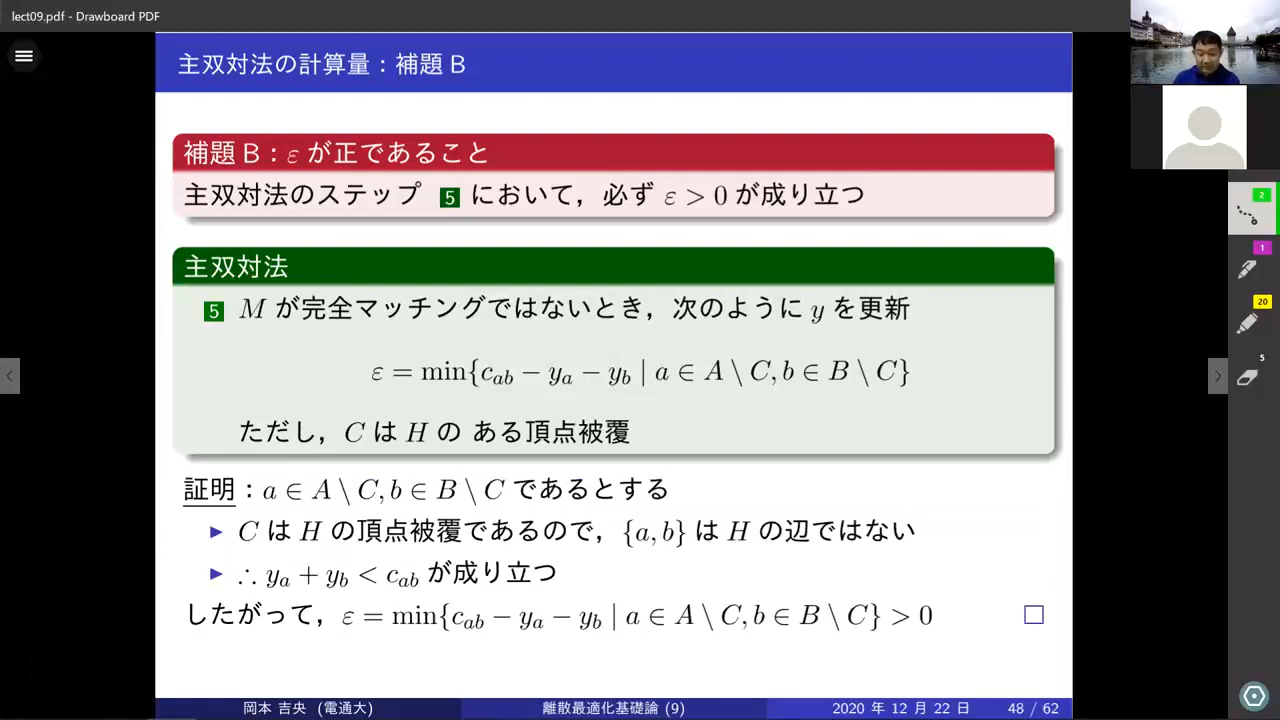 lect09.pdf - Drawboard PDF
主双対法の計算量：補題 B
補題 B：ε が正であること
主双対法のステップ 5 において，必ず ε > 0 が成り立つ
主双対法
5 M が完全マッチングではないとき，次のように y を更新
ε = min{c_ab − y_a − y_b | a ∈ A \ C, b ∈ B \ C}
ただし，C は H の ある頂点被覆
証明：a ∈ A \ C, b ∈ B \ C であるとする
▶ C は H の頂点被覆であるので，{a, b} は H の辺ではない
▶ ∴ y_a + y_b < c_ab が成り立つ
したがって，ε = min{c_ab − y_a − y_b | a ∈ A \ C, b ∈ B \ C} > 0 □
岡本 吉央 (電通大) 離散最適化基礎論 (9) 2020 年 12 月 22 日 48 / 62
2
1
20
5